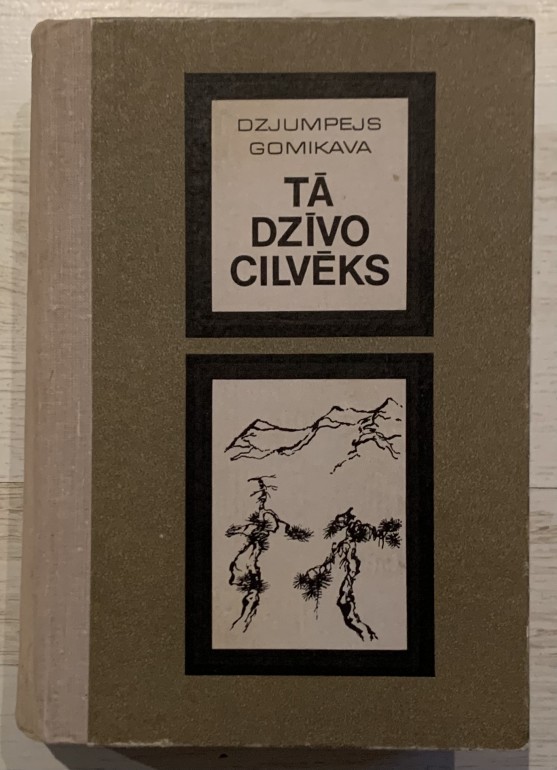 DZJUMPEJS
GOMIKAVA
TĀ
DZĪVO
CILVĒKS